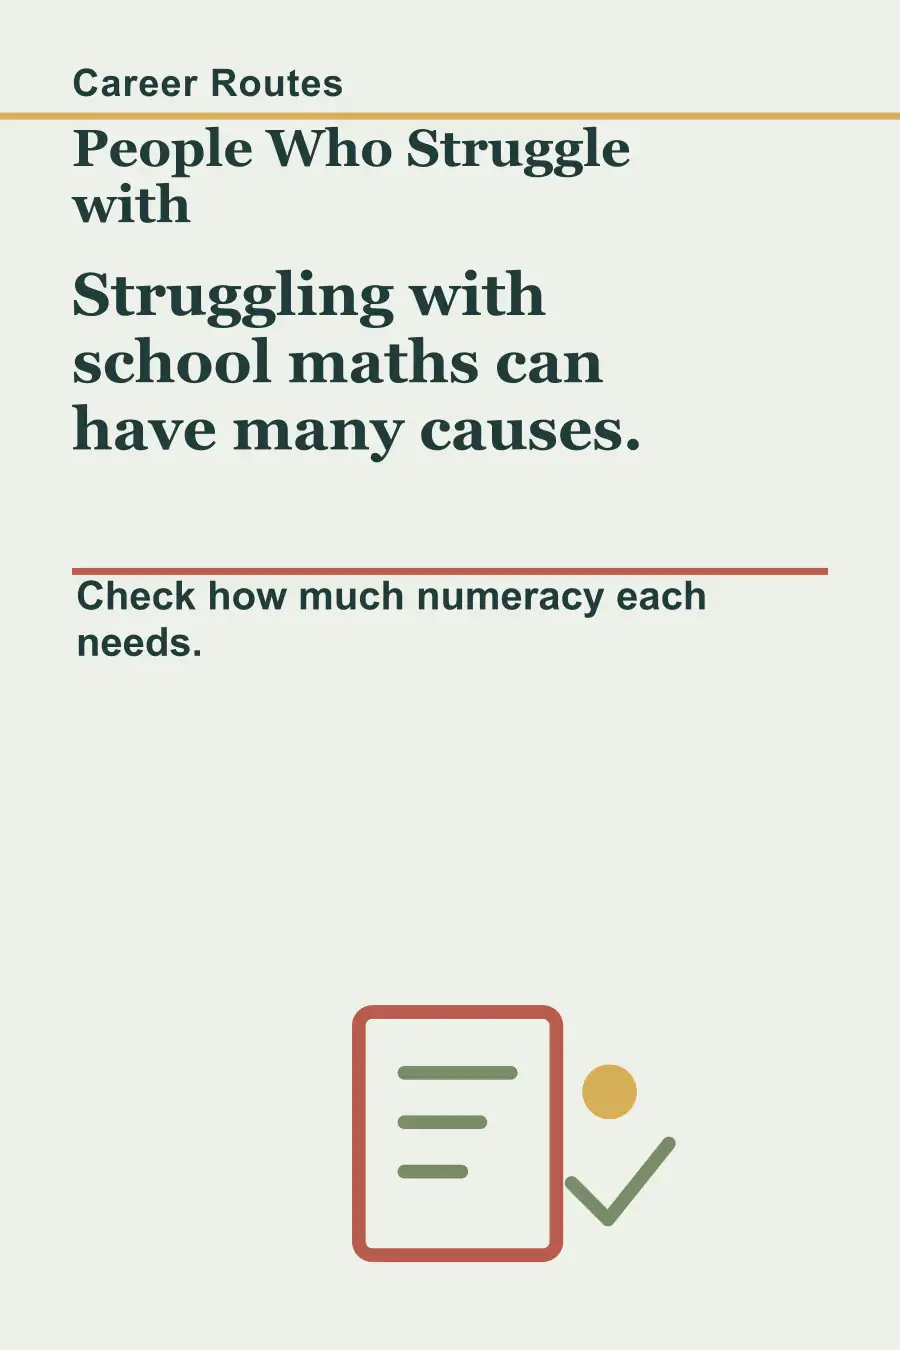 Career Routes
People Who Struggle
with
Struggling with
school maths can
have many causes.
Check how much numeracy each
needs.